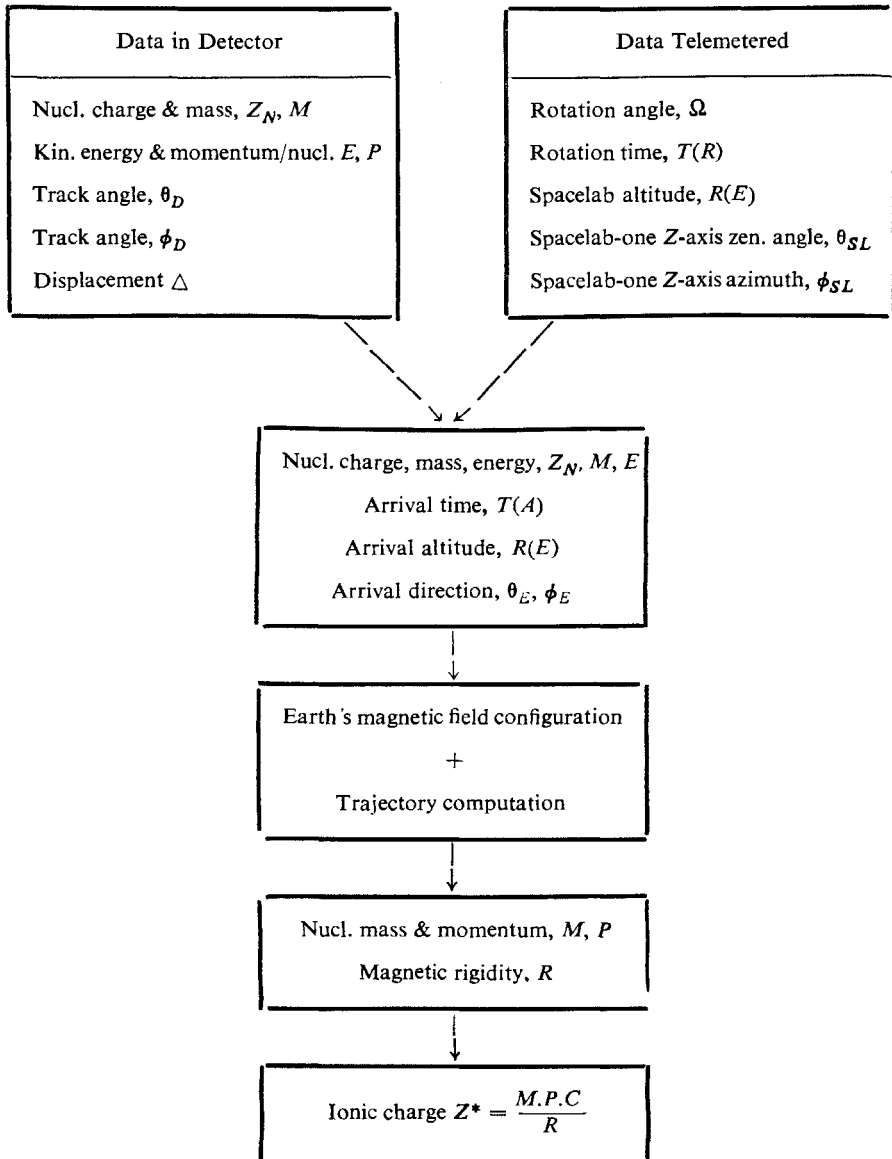 Data in Detector
Nucl. charge & mass, Z_N, M
Kin. energy & momentum/nucl. E, P
Track angle, θ_D
Track angle, ϕ_D
Displacement △
Data Telemetered
Rotation angle, Ω
Rotation time, T(R)
Spacelab altitude, R(E)
Spacelab-one Z-axis zen. angle, θ_SL
Spacelab-one Z-axis azimuth, ϕ_SL
Nucl. charge, mass, energy, Z_N, M, E
Arrival time, T(A)
Arrival altitude, R(E)
Arrival direction, θ_E, ϕ_E
Earth's magnetic field configuration
+
Trajectory computation
Nucl. mass & momentum, M, P
Magnetic rigidity, R
Ionic charge Z* = M.P.C / R